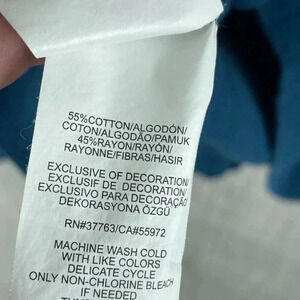 55%COTTON/ALGODÓN/
COTON/ALGODÃO/PAMUK
45%RAYON/RAYÓN/
RAYONNE/FIBRAS/HASIR
EXCLUSIVE OF DECORATION/
EXCLUSIF DE DECORATION/
EXCLUSIVO PARA DECORAÇÃO
DEKORASYONA ÖZGÜ
RN#37763/CA#55972
MACHINE WASH COLD
WITH LIKE COLORS
DELICATE CYCLE
ONLY NON-CHLORINE BLEACH
IF NEEDED